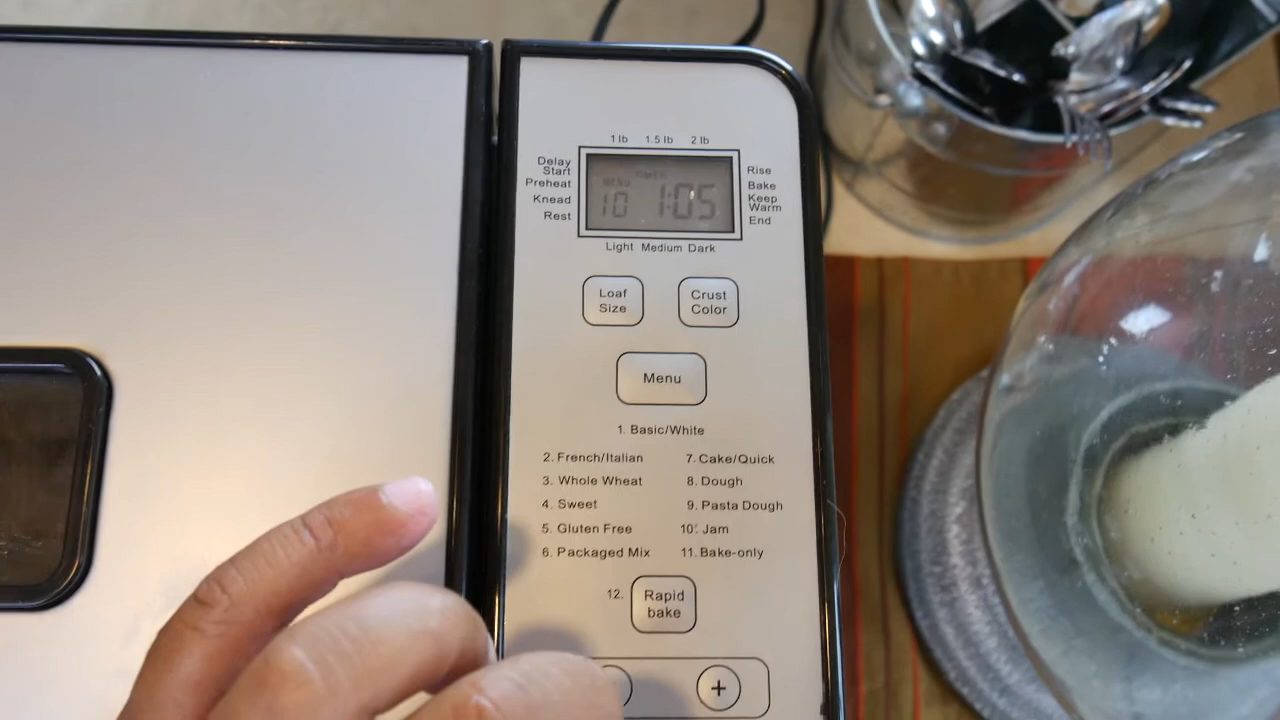 1 lb 1.5 lb 2 lb
Delay
Start
Preheat
Knead
Rest
MENU
10 1:05
Rise
Bake
Keep
Warm
End
Light Medium Dark
Loaf
Size
Crust
Color
Menu
1. Basic/White
2. French/Italian
3. Whole Wheat
4. Sweet
5. Gluten Free
6. Packaged Mix
7. Cake/Quick
8. Dough
9. Pasta Dough
10. Jam
11. Bake-only
12. Rapid
bake
+